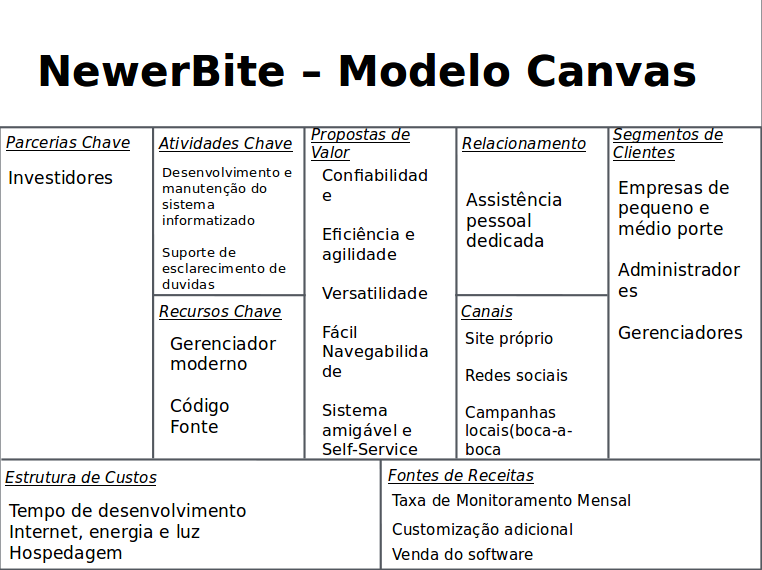 NewerBite – Modelo Canvas
Parcerias Chave
Investidores
Atividades Chave
Desenvolvimento e
manutenção do
sistema
informatizado
Suporte de
esclarecimento de
duvidas
Recursos Chave
Gerenciador
moderno
Código
Fonte
Propostas de
Valor
Confiabilidad
e
Eficiência e
agilidade
Versatilidade
Fácil
Navegabilida
de
Sistema
amigável e
Self-Service
Relacionamento
Assistência
pessoal
dedicada
Canais
Site próprio
Redes sociais
Campanhas
locais(boca-a-
boca
Segmentos de
Clientes
Empresas de
pequeno e
médio porte
Administrador
es
Gerenciadores
Estrutura de Custos
Tempo de desenvolvimento
Internet, energia e luz
Hospedagem
Fontes de Receitas
Taxa de Monitoramento Mensal
Customização adicional
Venda do software